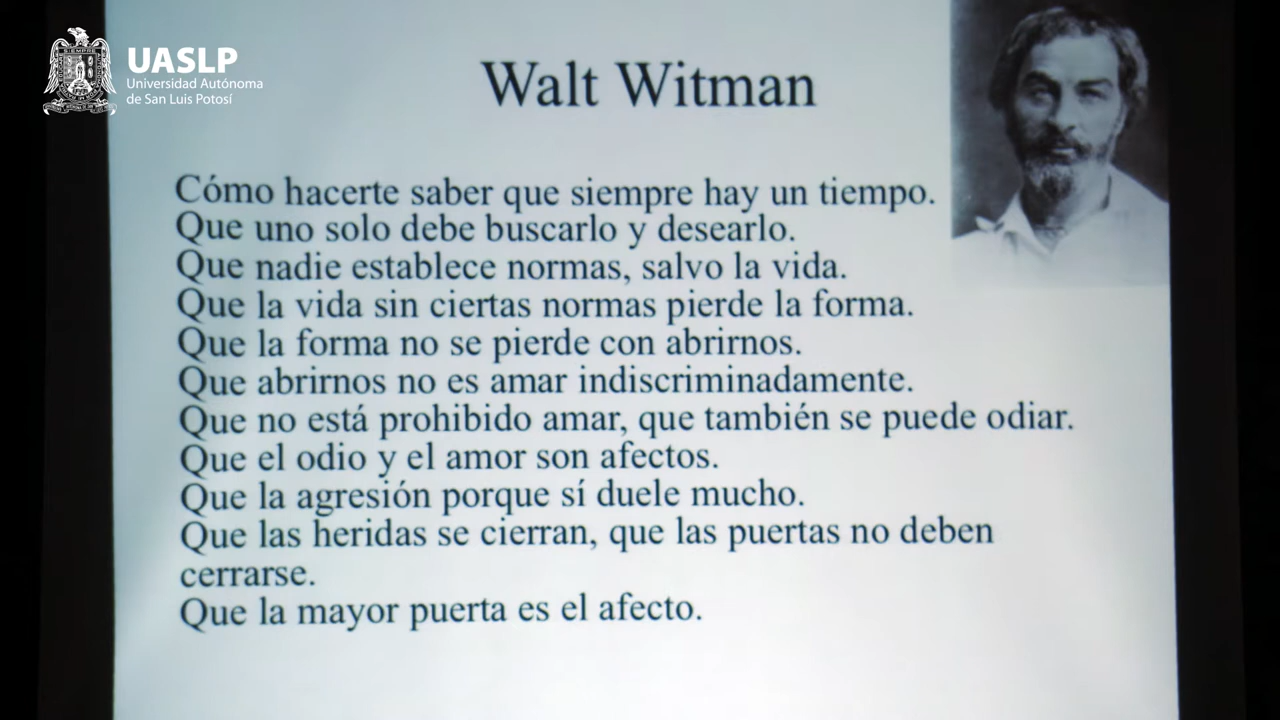 UASLP
Universidad Autónoma
de San Luis Potosí
Walt Witman
Cómo hacerte saber que siempre hay un tiempo.
Que uno solo debe buscarlo y desearlo.
Que nadie establece normas, salvo la vida.
Que la vida sin ciertas normas pierde la forma.
Que la forma no se pierde con abrirnos.
Que abrirnos no es amar indiscriminadamente.
Que no está prohibido amar, que también se puede odiar.
Que el odio y el amor son afectos.
Que la agresión porque sí duele mucho.
Que las heridas se cierran, que las puertas no deben
cerrarse.
Que la mayor puerta es el afecto.